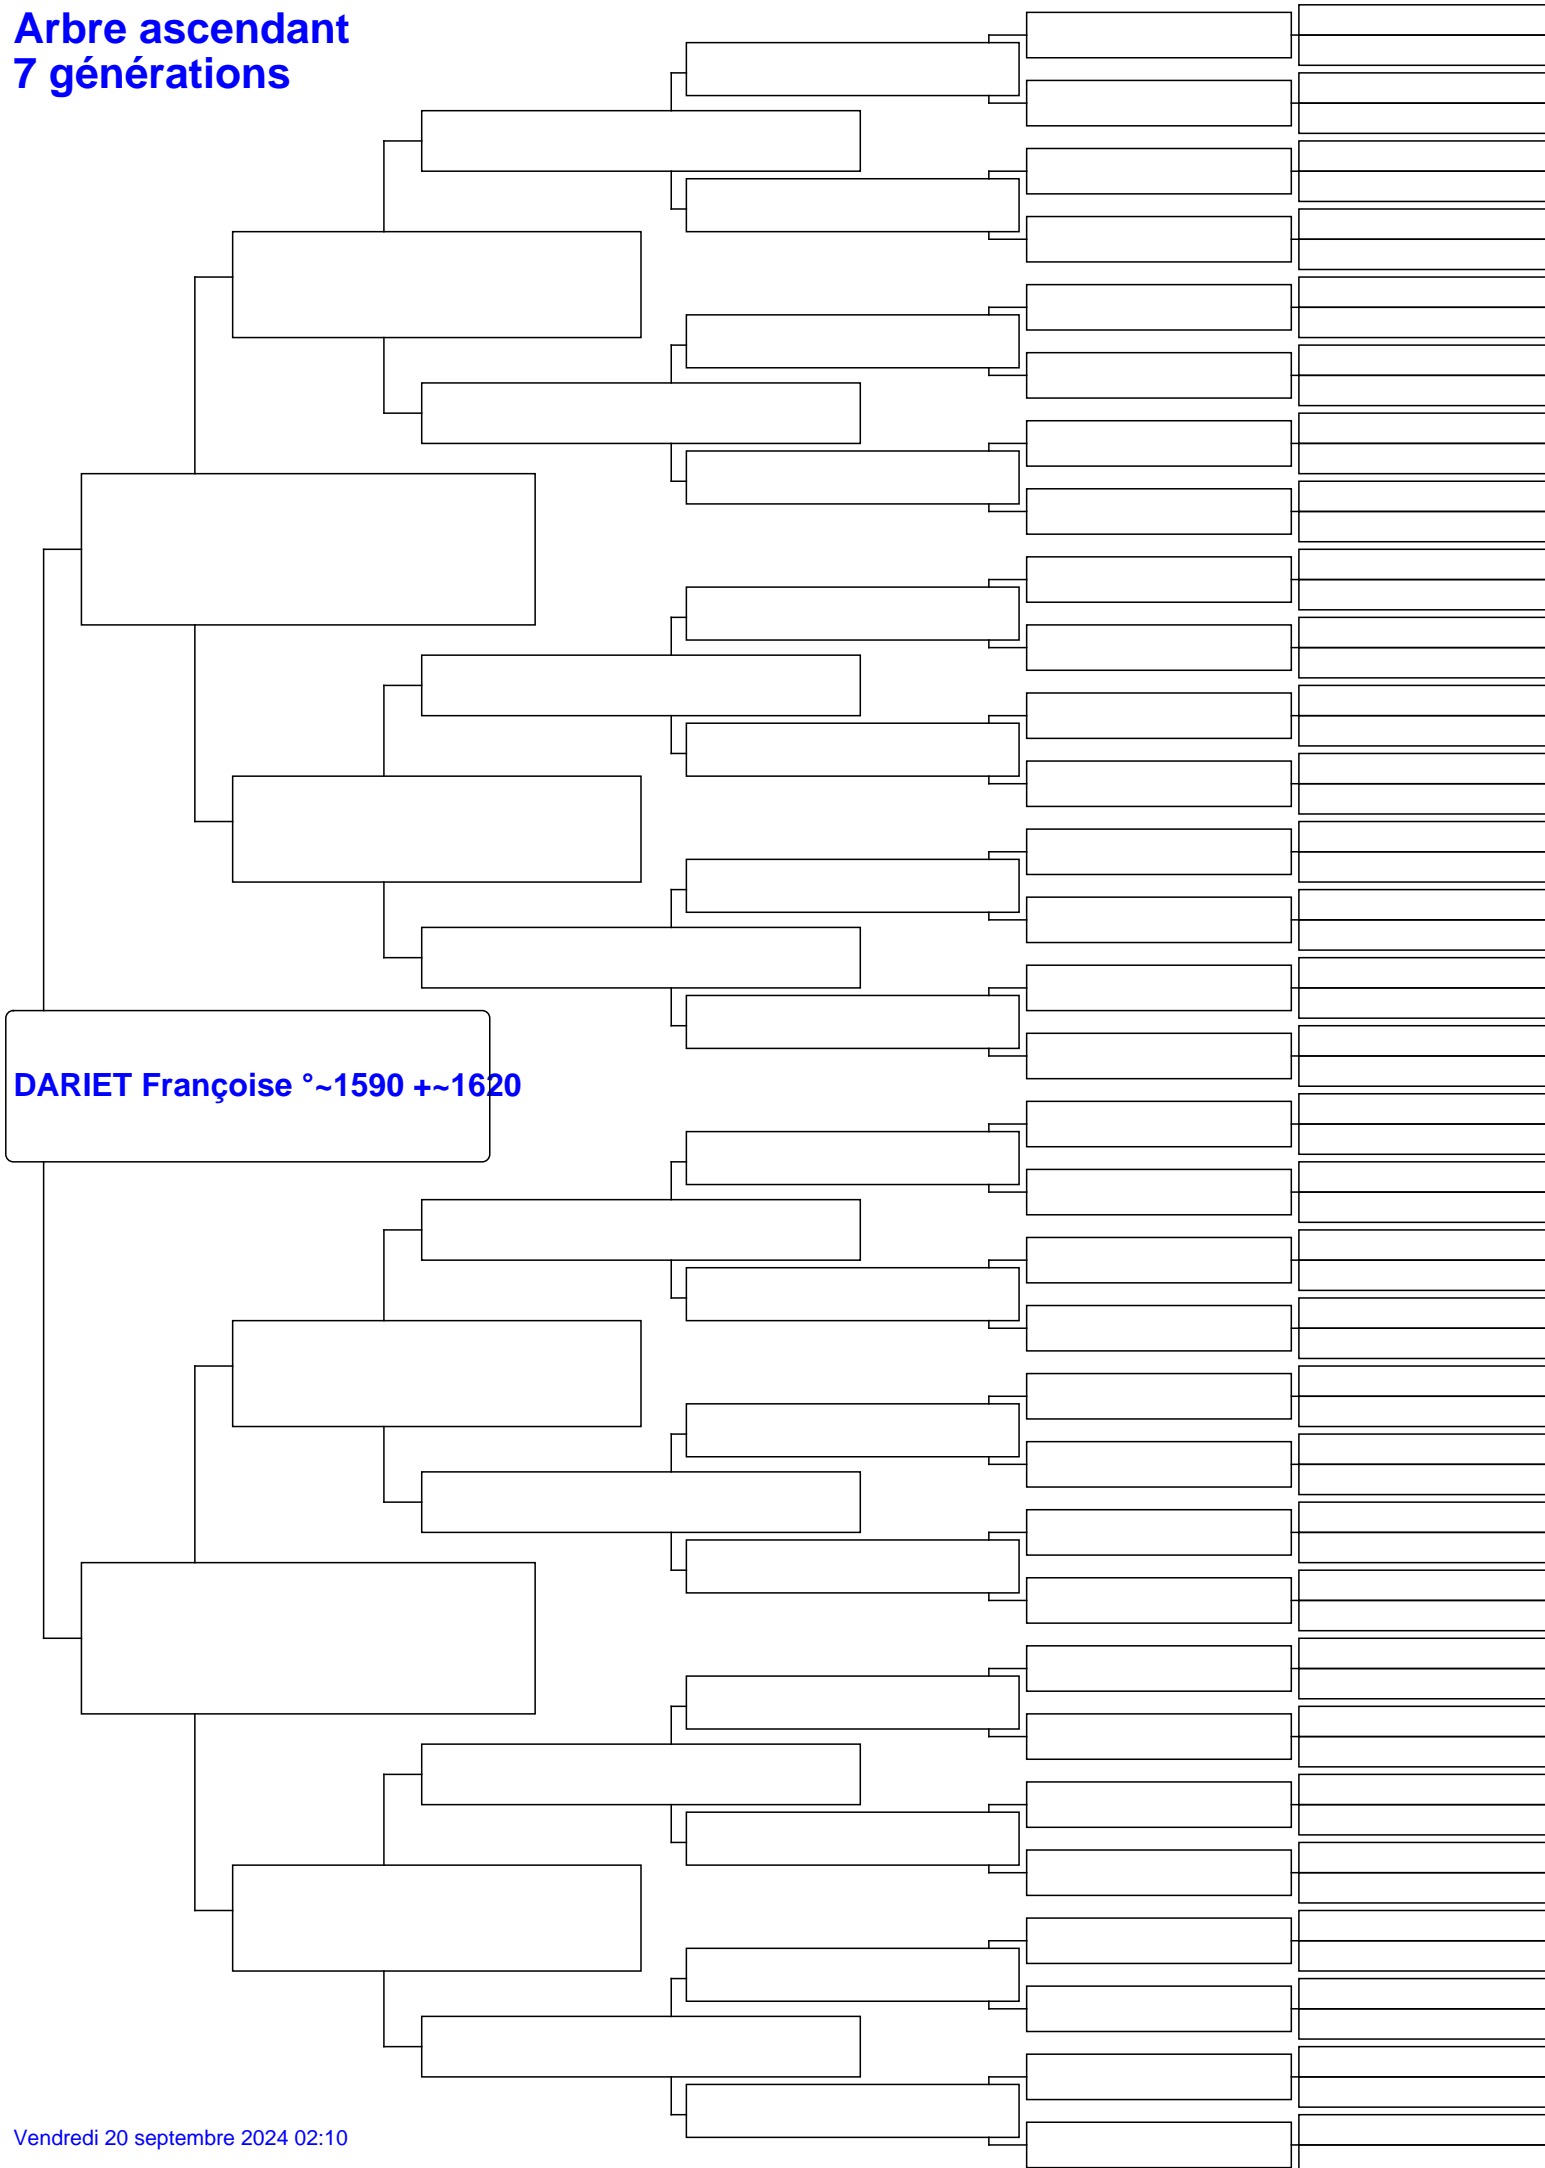 Arbre ascendant
7 générations
DARIET Françoise °~1590 +~1620
Vendredi 20 septembre 2024 02:10